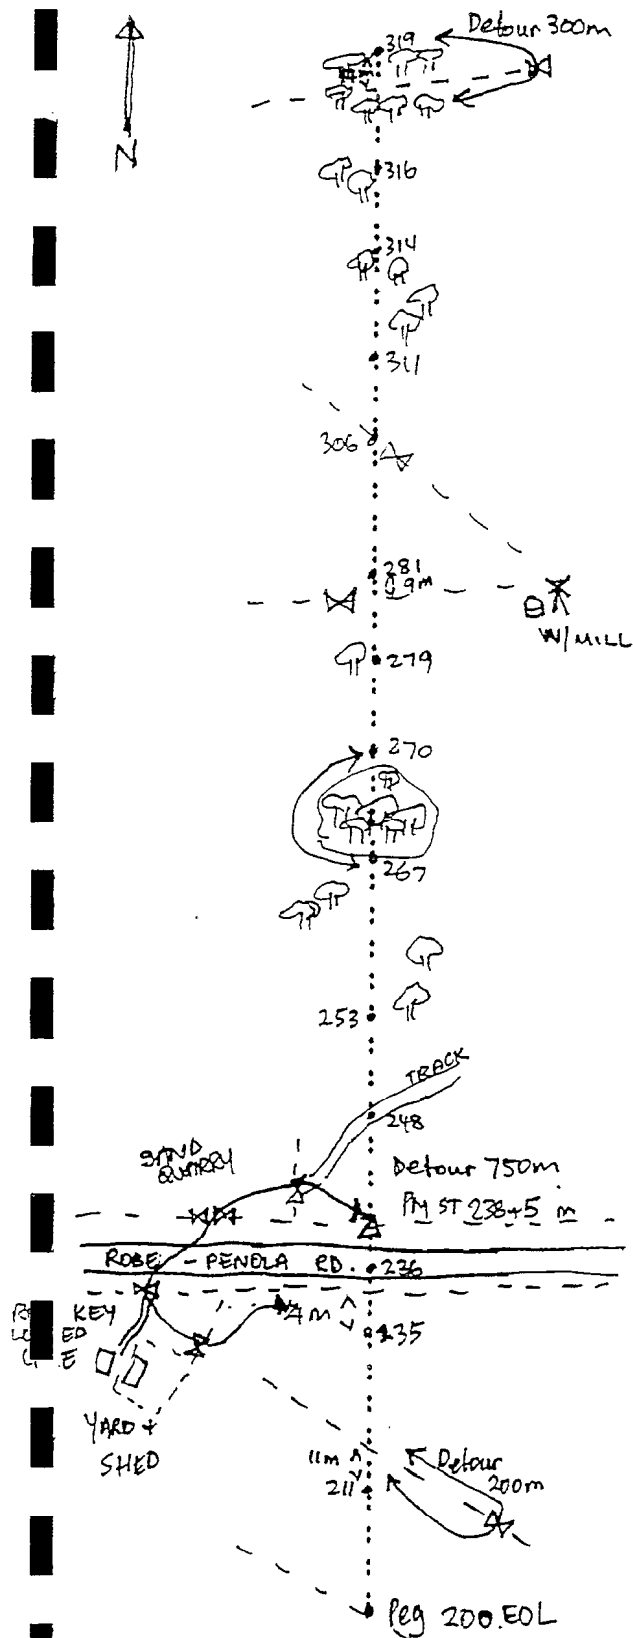 319
Detour 300m
N
316
314
311
306
281
9m
W/MILL
279
270
267
253
TRACK
248
SAND
QUARRY
Detour 750m
PM ST 238+5 m
ROBE - PENOLA RD.
236
KEY
4m
235
YARD +
SHED
11m
211
Detour
200m
Peg 200.EOL